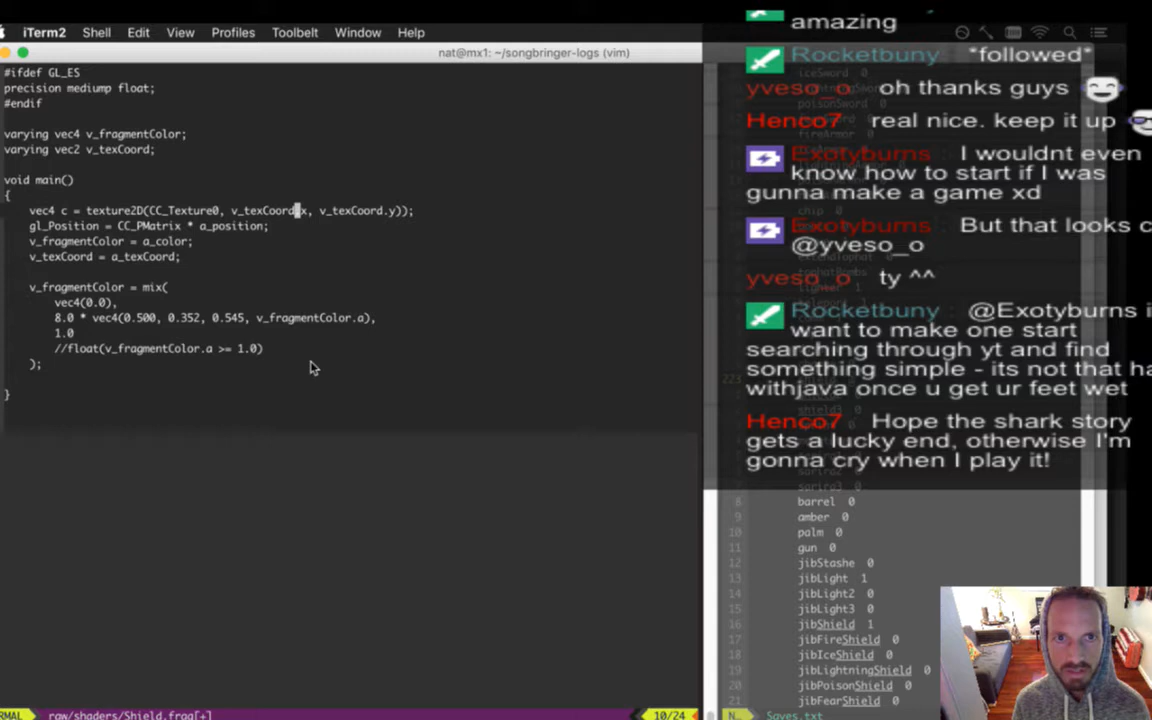 iTerm2 Shell Edit View Profiles Toolbelt Window Help
nat@mx1: ~/songbringer-logs (vim)
#ifdef GL_ES
precision mediump float;
#endif
varying vec4 v_fragmentColor;
varying vec2 v_texCoord;
void main()
{
vec4 c = texture2D(CC_Texture0, v_texCoord.x, v_texCoord.y));
gl_Position = CC_PMatrix * a_position;
v_fragmentColor = a_color;
v_texCoord = a_texCoord;
v_fragmentColor = mix(
vec4(0.0),
8.0 * vec4(0.500, 0.352, 0.545, v_fragmentColor.a),
1.0
//float(v_fragmentColor.a >= 1.0)
);
}
NORMAL raw/shaders/Shield.frag[+] 10/24
amazing
Rocketbuny *followed*
yveso_o oh thanks guys
Henco7 real nice. keep it up
Exotyburns I wouldnt even
know how to start if I was
gunna make a game xd
Exotyburns But that looks c
@yveso_o
yveso_o ty ^^
Rocketbuny @Exotyburns i
want to make one start
searching through yt and find
something simple - its not that ha
withjava once u get ur feet wet
Henco7 Hope the shark story
gets a lucky end, otherwise I'm
gonna cry when I play it!
8 barrel 0
9 amber 0
10 palm 0
11 gun 0
12 jibStashe 0
13 jibLight 1
14 jibLight2 0
15 jibLight3 0
16 jibShield 1
17 jibFireShield 0
18 jibIceShield 0
19 jibLightningShield 0
20 jibPoisonShield 0
21 jibFearShield 0
N… Saves.txt